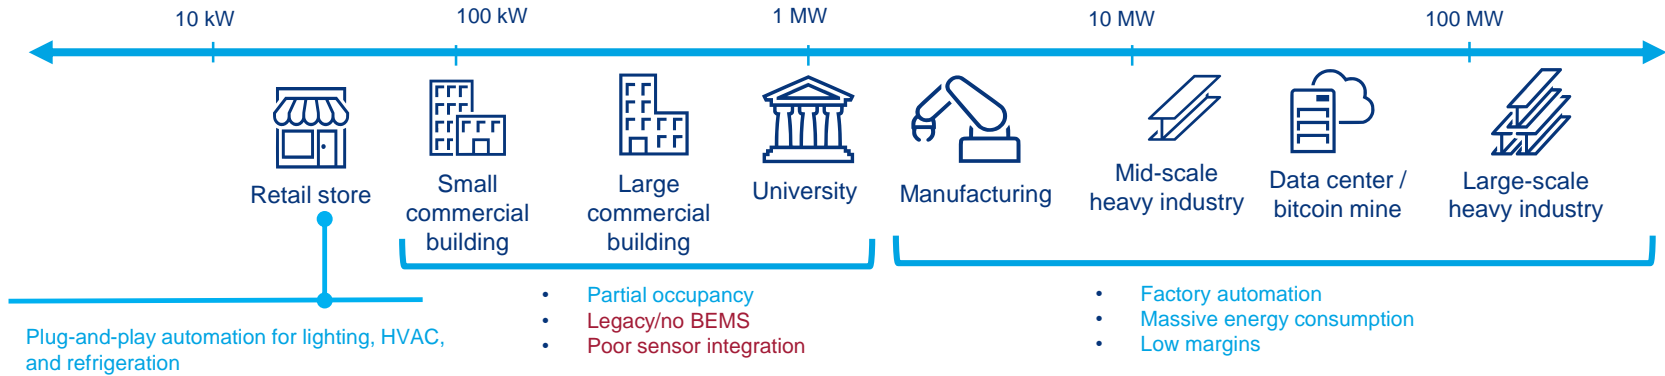 10 kW
100 kW
1 MW
10 MW
100 MW
Retail store
Small
commercial
building
Large
commercial
building
University
Manufacturing
Mid-scale
heavy industry
Data center /
bitcoin mine
Large-scale
heavy industry
Plug-and-play automation for lighting, HVAC,
and refrigeration
• Partial occupancy
• Legacy/no BEMS
• Poor sensor integration
• Factory automation
• Massive energy consumption
• Low margins